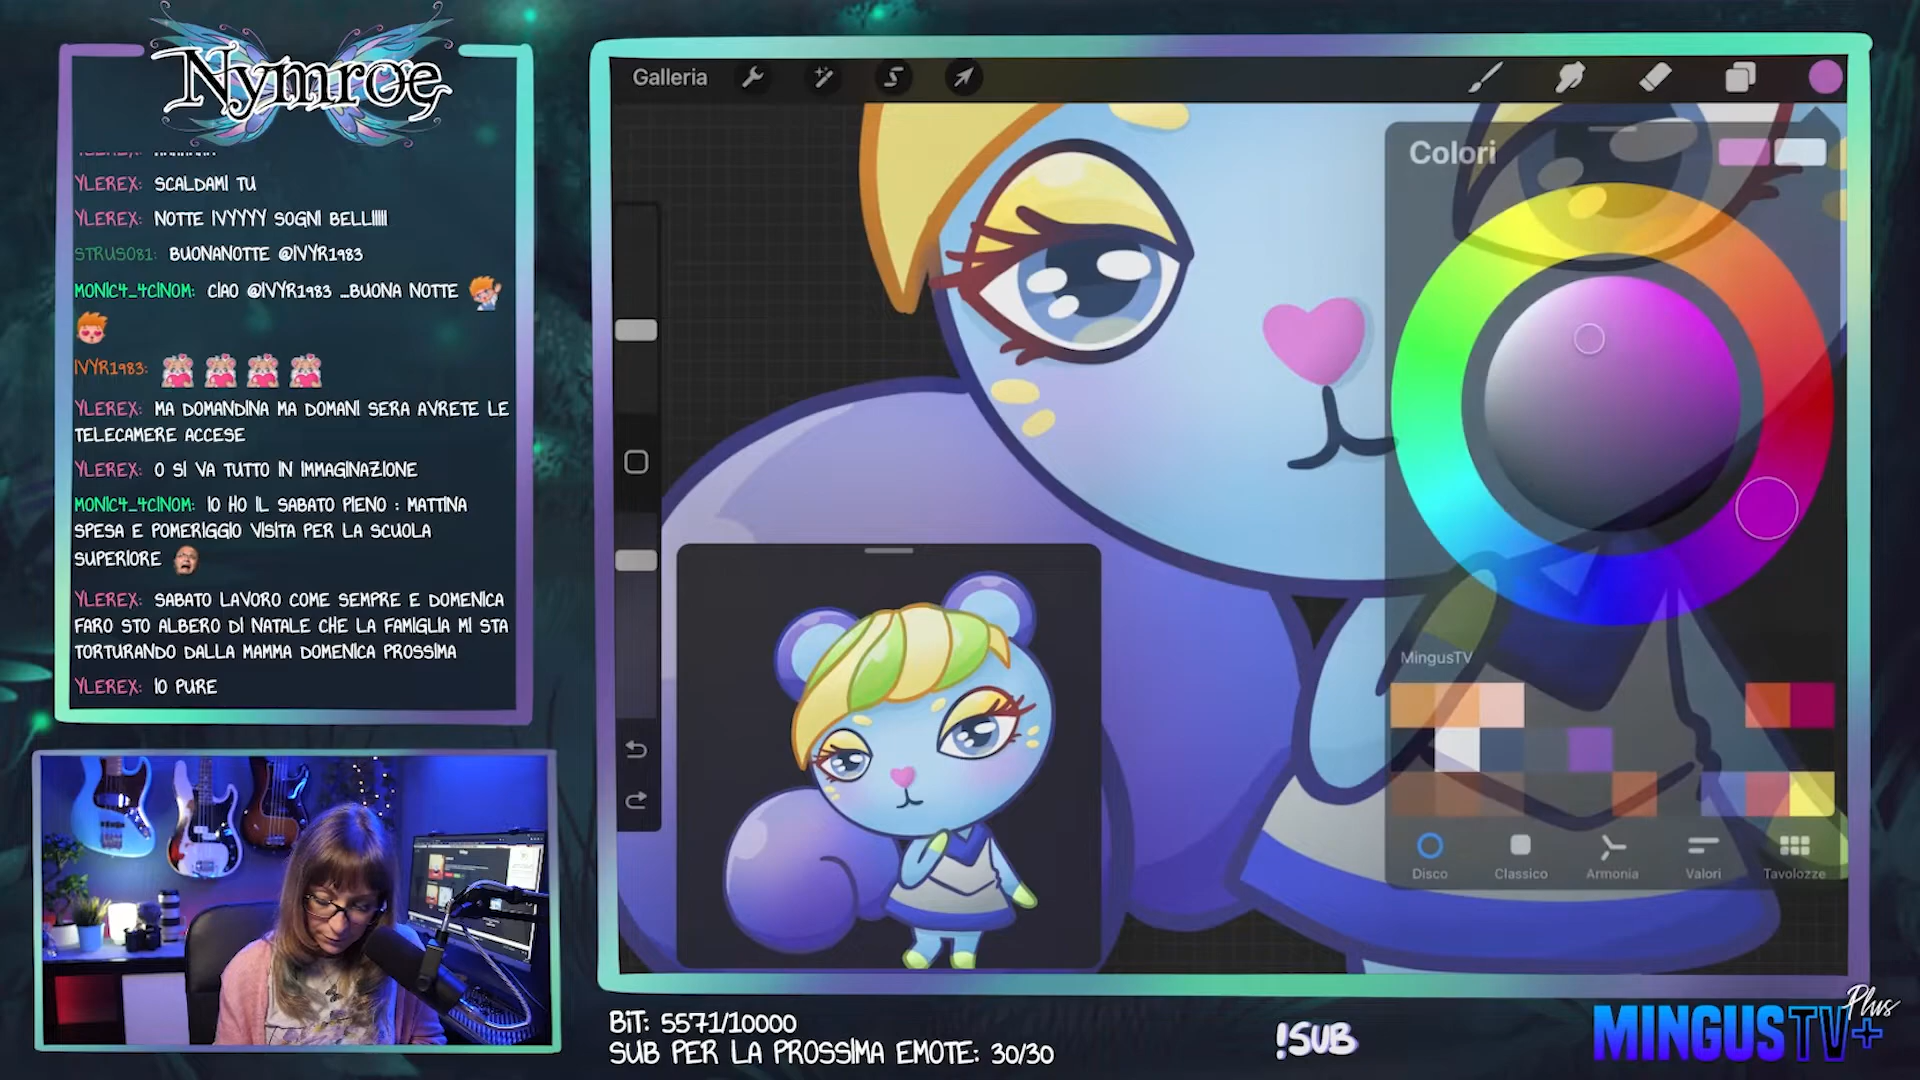 Nymroe
YLEREX:
YLEREX: SCALDAMI TU
YLEREX: NOTTE IVYYYY SOGNI BELLIIIII
STRUSO81: BUONANOTTE @IVYR1983
MONIC4_4CINOM: CIAO @IVYR1983 ...BUONA NOTTE
IVYR1983:
YLEREX: MA DOMANDINA MA DOMANI SERA AVRETE LE
TELECAMERE ACCESE
YLEREX: O SI VA TUTTO IN IMMAGINAZIONE
MONIC4_4CINOM: IO HO IL SABATO PIENO : MATTINA
SPESA E POMERIGGIO VISITA PER LA SCUOLA
SUPERIORE
YLEREX: SABATO LAVORO COME SEMPRE E DOMENICA
FARO STO ALBERO DI NATALE CHE LA FAMIGLIA MI STA
TORTURANDO DALLA MAMMA DOMENICA PROSSIMA
YLEREX: IO PURE
Galleria
Colori
MingusTV
Disco Classico Armonia Valori Tavolozze
BIT: 5571/10000
SUB PER LA PROSSIMA EMOTE: 30/30
!SUB
MINGUSTV+ Plus